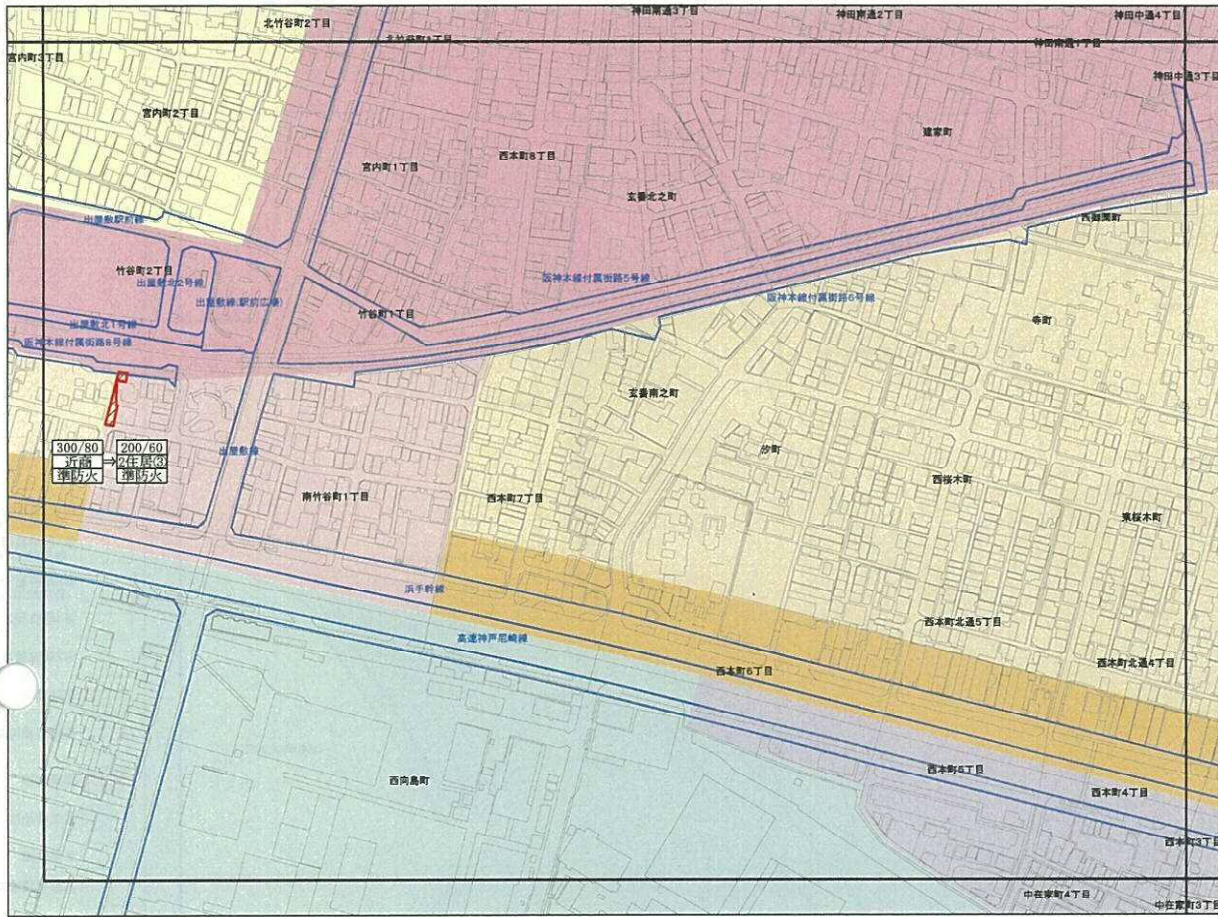 神田南通3丁目
神田南通2丁目
神田中通4丁目
北竹谷町2丁目
北竹谷町1丁目
神田南通1丁目
宮内町3丁目
神田中通3丁目
宮内町2丁目
建家町
西本町8丁目
宮内町1丁目
玄番北之町
出屋敷駅前線
西御園町
竹谷町2丁目
出屋敷北2号線
阪神本線付属街路5号線
出屋敷線(駅前広場)
阪神本線付属街路6号線
竹谷町1丁目
寺町
出屋敷北1号線
阪神本線付属街路8号線
玄番南之町
汐町
300/80
近商
準防火
⇒
200/60
2住居(3)
準防火
出屋敷線
西桜木町
南竹谷町1丁目
西本町7丁目
東桜木町
浜手幹線
西本町北通5丁目
高速神戸尼崎線
西本町北通4丁目
西本町6丁目
西向島町
西本町5丁目
西本町4丁目
西本町3丁目
中在家町4丁目
中在家町3丁目